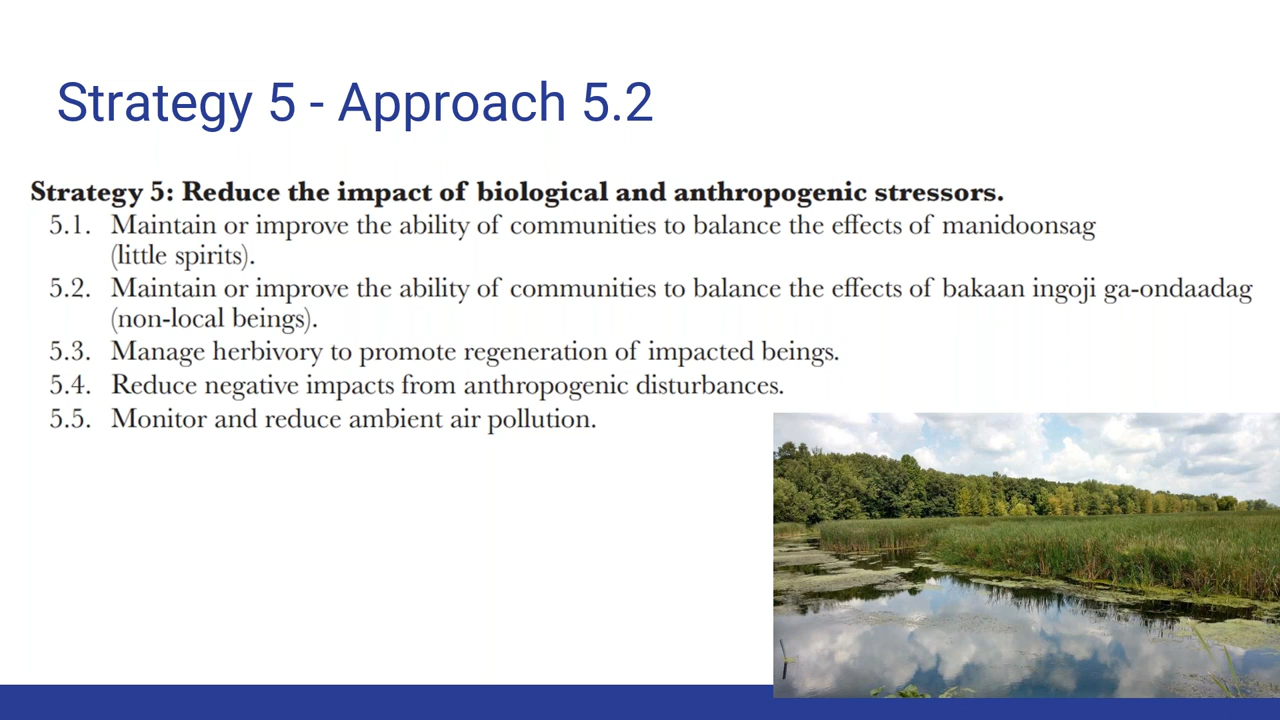 Strategy 5 - Approach 5.2
Strategy 5: Reduce the impact of biological and anthropogenic stressors.
5.1. Maintain or improve the ability of communities to balance the effects of manidoonsag
(little spirits).
5.2. Maintain or improve the ability of communities to balance the effects of bakaan ingoji ga-ondaadag
(non-local beings).
5.3. Manage herbivory to promote regeneration of impacted beings.
5.4. Reduce negative impacts from anthropogenic disturbances.
5.5. Monitor and reduce ambient air pollution.